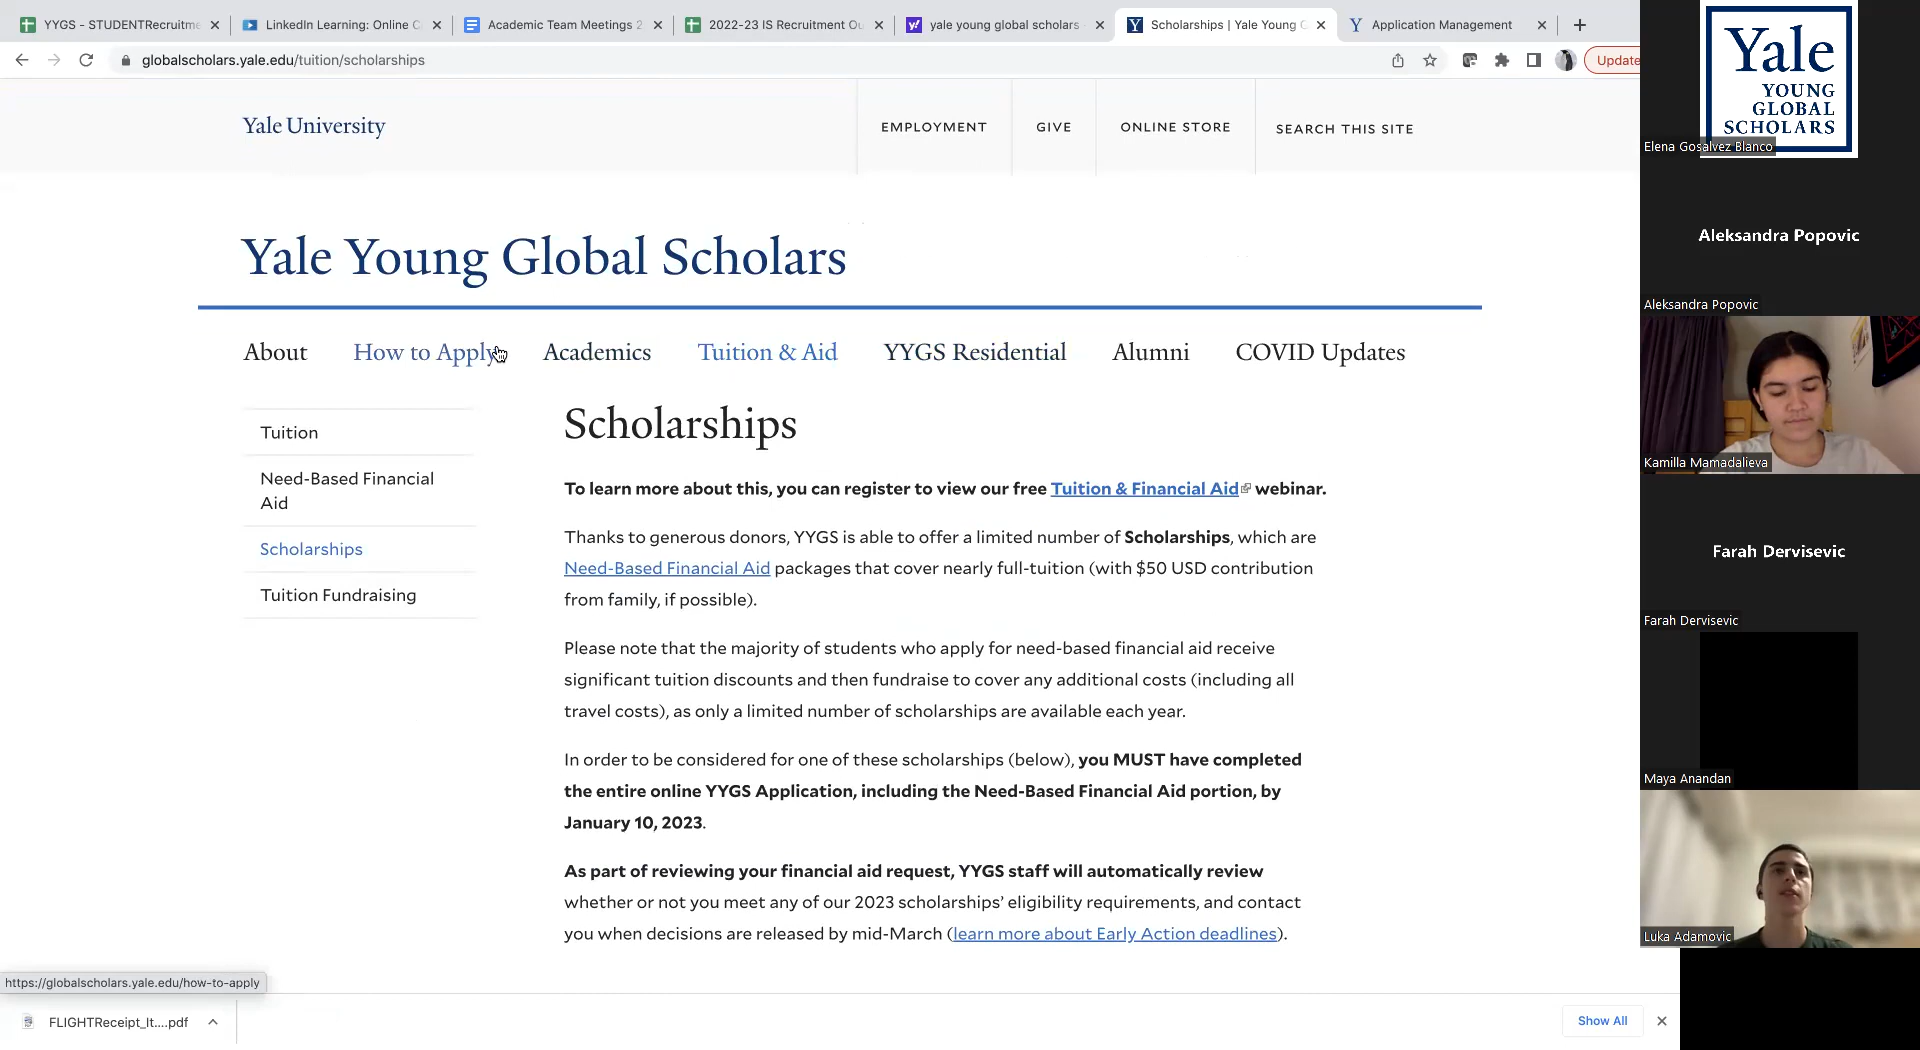 YYGS - STUDENTRecruitme
LinkedIn Learning: Online C
Academic Team Meetings 2
2022-23 IS Recruitment Ou
yale young global scholars
Scholarships | Yale Young G
Application Management
globalscholars.yale.edu/tuition/scholarships
Update
Yale University
EMPLOYMENT
GIVE
ONLINE STORE
SEARCH THIS SITE
Yale Young Global Scholars
About
How to Apply
Academics
Tuition & Aid
YYGS Residential
Alumni
COVID Updates
Tuition
Need-Based Financial
Aid
Scholarships
Tuition Fundraising
Scholarships
To learn more about this, you can register to view our free Tuition & Financial Aid webinar.
Thanks to generous donors, YYGS is able to offer a limited number of Scholarships, which are
Need-Based Financial Aid packages that cover nearly full-tuition (with $50 USD contribution
from family, if possible).
Please note that the majority of students who apply for need-based financial aid receive
significant tuition discounts and then fundraise to cover any additional costs (including all
travel costs), as only a limited number of scholarships are available each year.
In order to be considered for one of these scholarships (below), you MUST have completed
the entire online YYGS Application, including the Need-Based Financial Aid portion, by
January 10, 2023.
As part of reviewing your financial aid request, YYGS staff will automatically review
whether or not you meet any of our 2023 scholarships' eligibility requirements, and contact
you when decisions are released by mid-March (learn more about Early Action deadlines).
https://globalscholars.yale.edu/how-to-apply
FLIGHTReceipt_It....pdf
Show All
Yale
YOUNG
GLOBAL
SCHOLARS
Elena Gosalvez Blanco
Aleksandra Popovic
Aleksandra Popovic
Kamilla Mamadalieva
Farah Dervisevic
Farah Dervisevic
Maya Anandan
Luka Adamovic